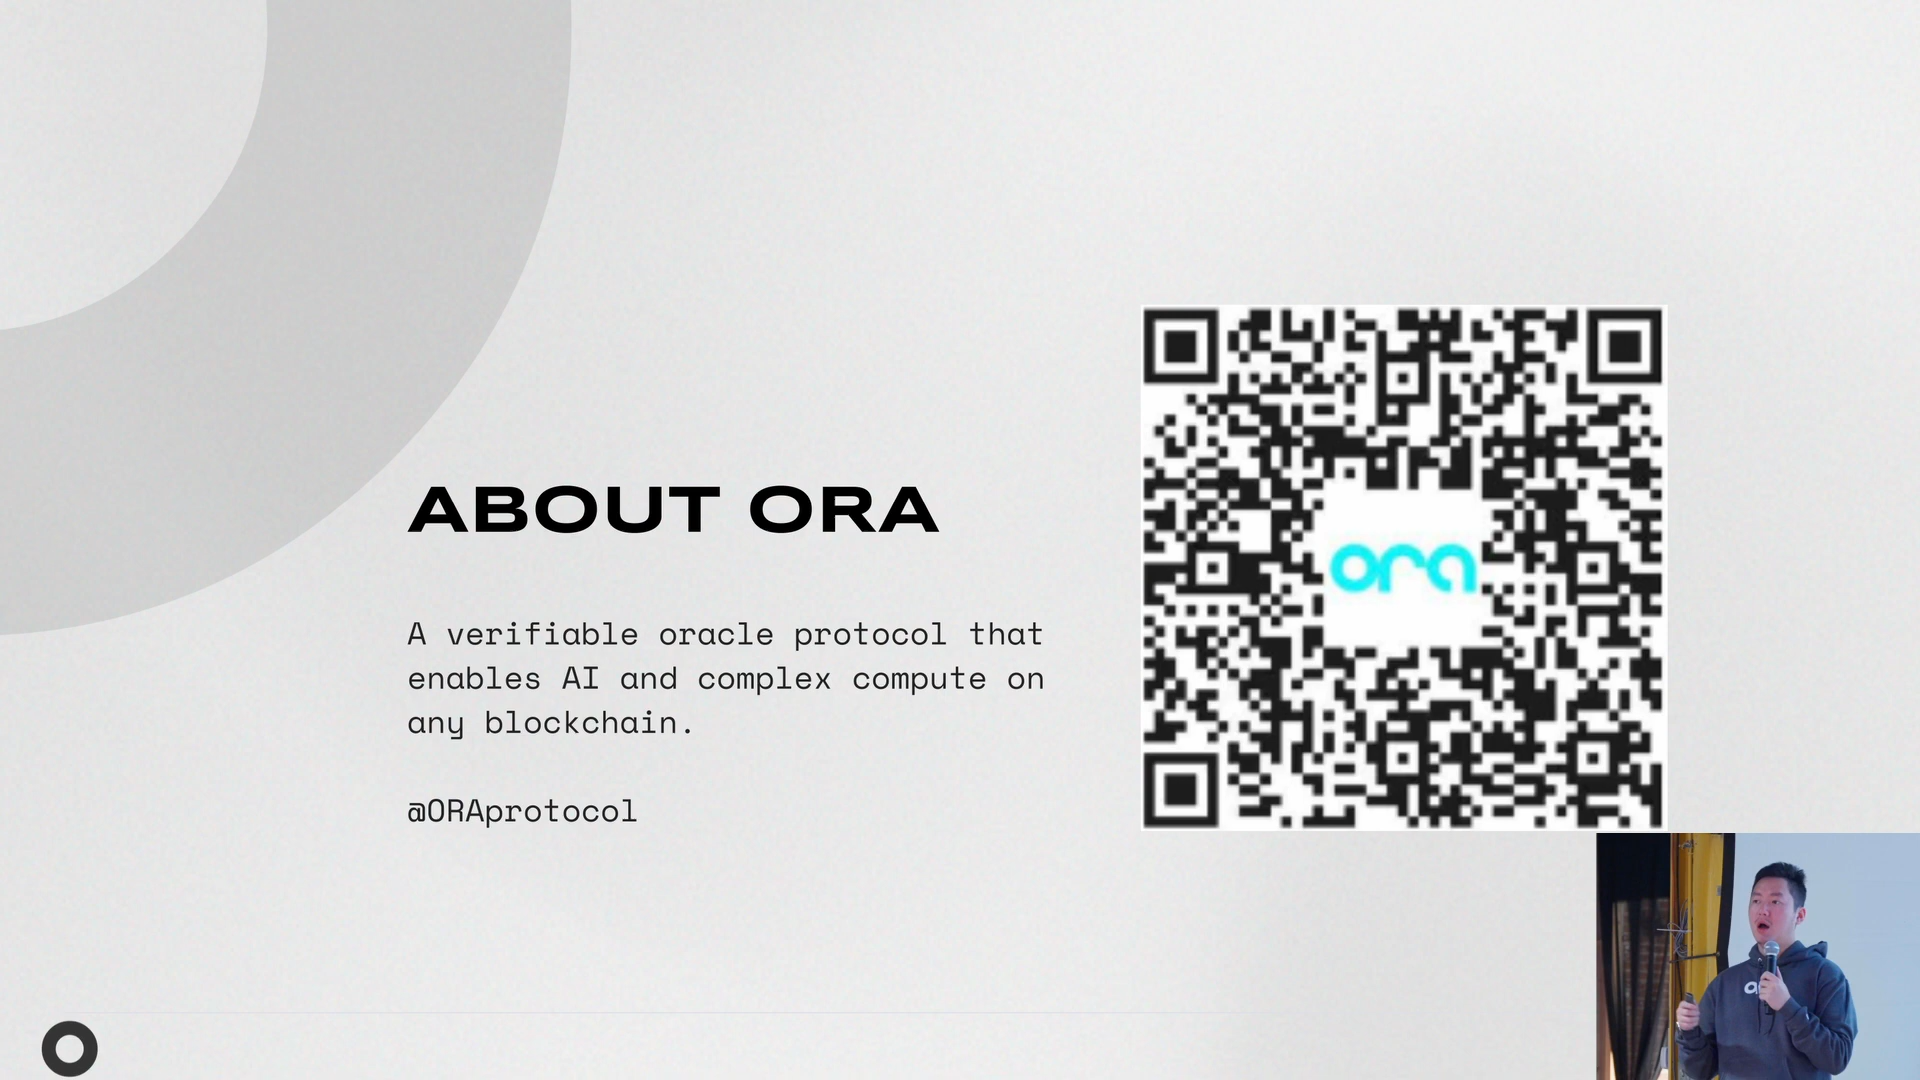 ABOUT ORA
A verifiable oracle protocol that
enables AI and complex compute on
any blockchain.
@ORAprotocol
ora